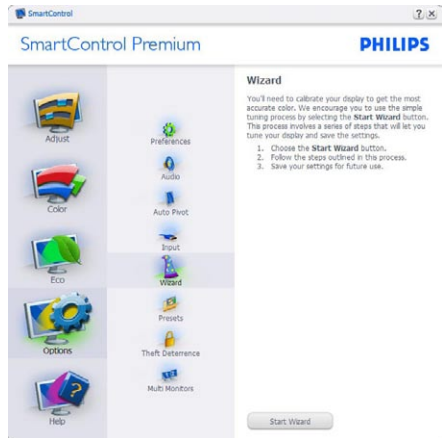 SmartControl
? ×
SmartControl Premium
PHILIPS
Adjust
Color
Eco
Options
Help
Preferences
Audio
Auto Pivot
Input
Wizard
Presets
Theft Deterrence
Multi Monitors
Wizard
You'll need to calibrate your display to get the most
accurate color. We encourage you to use the simple
tuning process by selecting the Start Wizard button.
This process involves a series of steps that will let you
tune your display and save the settings.
1. Choose the Start Wizard button.
2. Follow the steps outlined in this process.
3. Save your settings for future use.
Start Wizard